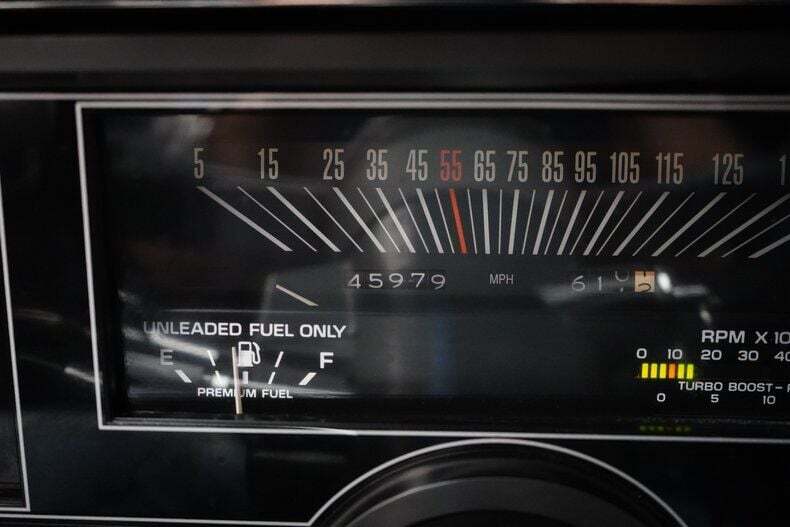 5 15 25 35 45 55 65 75 85 95 105 115 125
45979 MPH
UNLEADED FUEL ONLY
E F
PREMIUM FUEL
RPM X 10
0 10 20 30 40
TURBO BOOST-
0 5 10